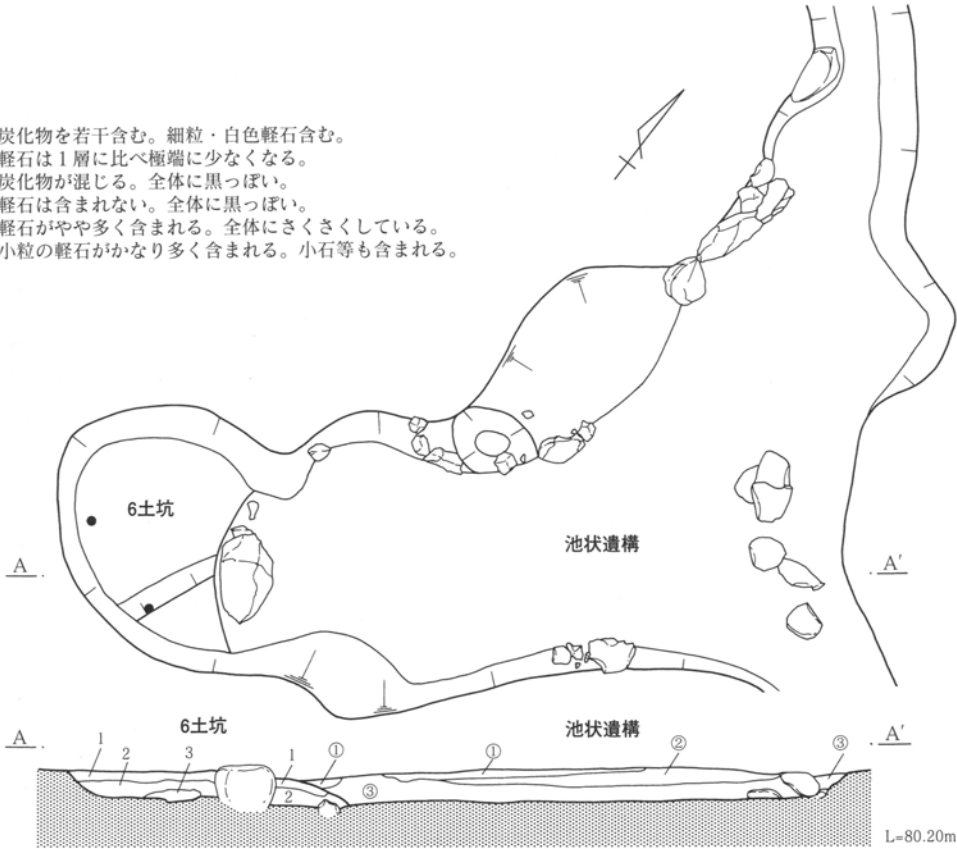 炭化物を若干含む。細粒・白色軽石含む。
軽石は１層に比べ極端に少なくなる。
炭化物が混じる。全体に黒っぽい。
軽石は含まれない。全体に黒っぽい。
軽石がやや多く含まれる。全体にさくさくしている。
小粒の軽石がかなり多く含まれる。小石等も含まれる。
6土坑
池状遺構
A
A′
6土坑
池状遺構
A
A′
1
2
3
1
①
①
②
③
2
③
L=80.20m